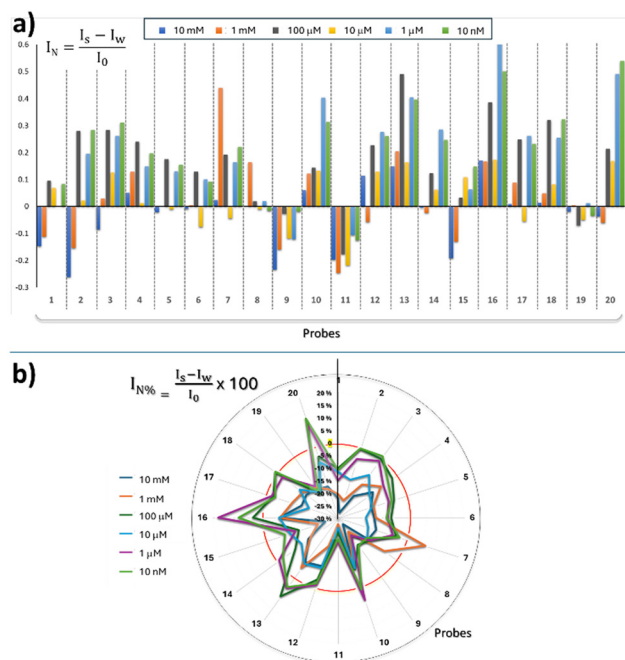 a)
I_N = (I_s − I_w) / I_0
10 mM 1 mM 100 µM 10 µM 1 µM 10 nM
0.6
0.5
0.4
0.3
0.2
0.1
0
-0.1
-0.2
-0.3
1 2 3 4 5 6 7 8 9 10 11 12 13 14 15 16 17 18 19 20
Probes
b)
I_N% = (I_s−I_w) / I_0 x 100
10 mM
1 mM
100 µM
10 µM
1 µM
10 nM
20 %
15 %
10 %
5 %
0
-5 %
-10 %
-15 %
-20 %
-25 %
-30 %
1
2
3
4
5
6
7
8
9
10
11
12
13
14
15
16
17
18
19
20
Probes